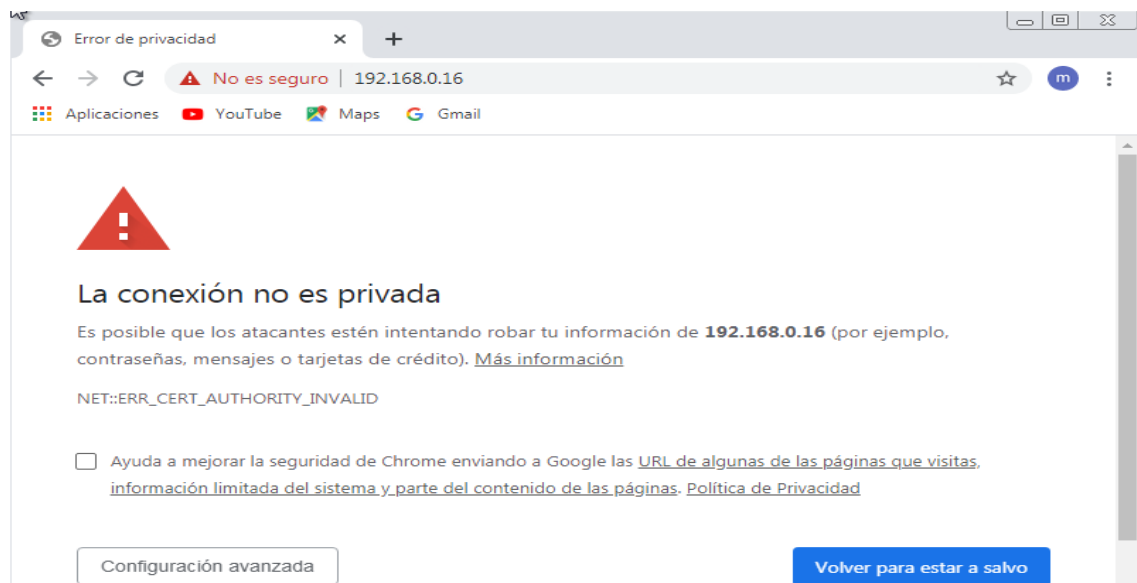 Error de privacidad
No es seguro | 192.168.0.16
m
Aplicaciones YouTube Maps G Gmail
La conexión no es privada
Es posible que los atacantes estén intentando robar tu información de 192.168.0.16 (por ejemplo,
contraseñas, mensajes o tarjetas de crédito). Más información
NET::ERR_CERT_AUTHORITY_INVALID
Ayuda a mejorar la seguridad de Chrome enviando a Google las URL de algunas de las páginas que visitas,
información limitada del sistema y parte del contenido de las páginas. Política de Privacidad
Configuración avanzada Volver para estar a salvo